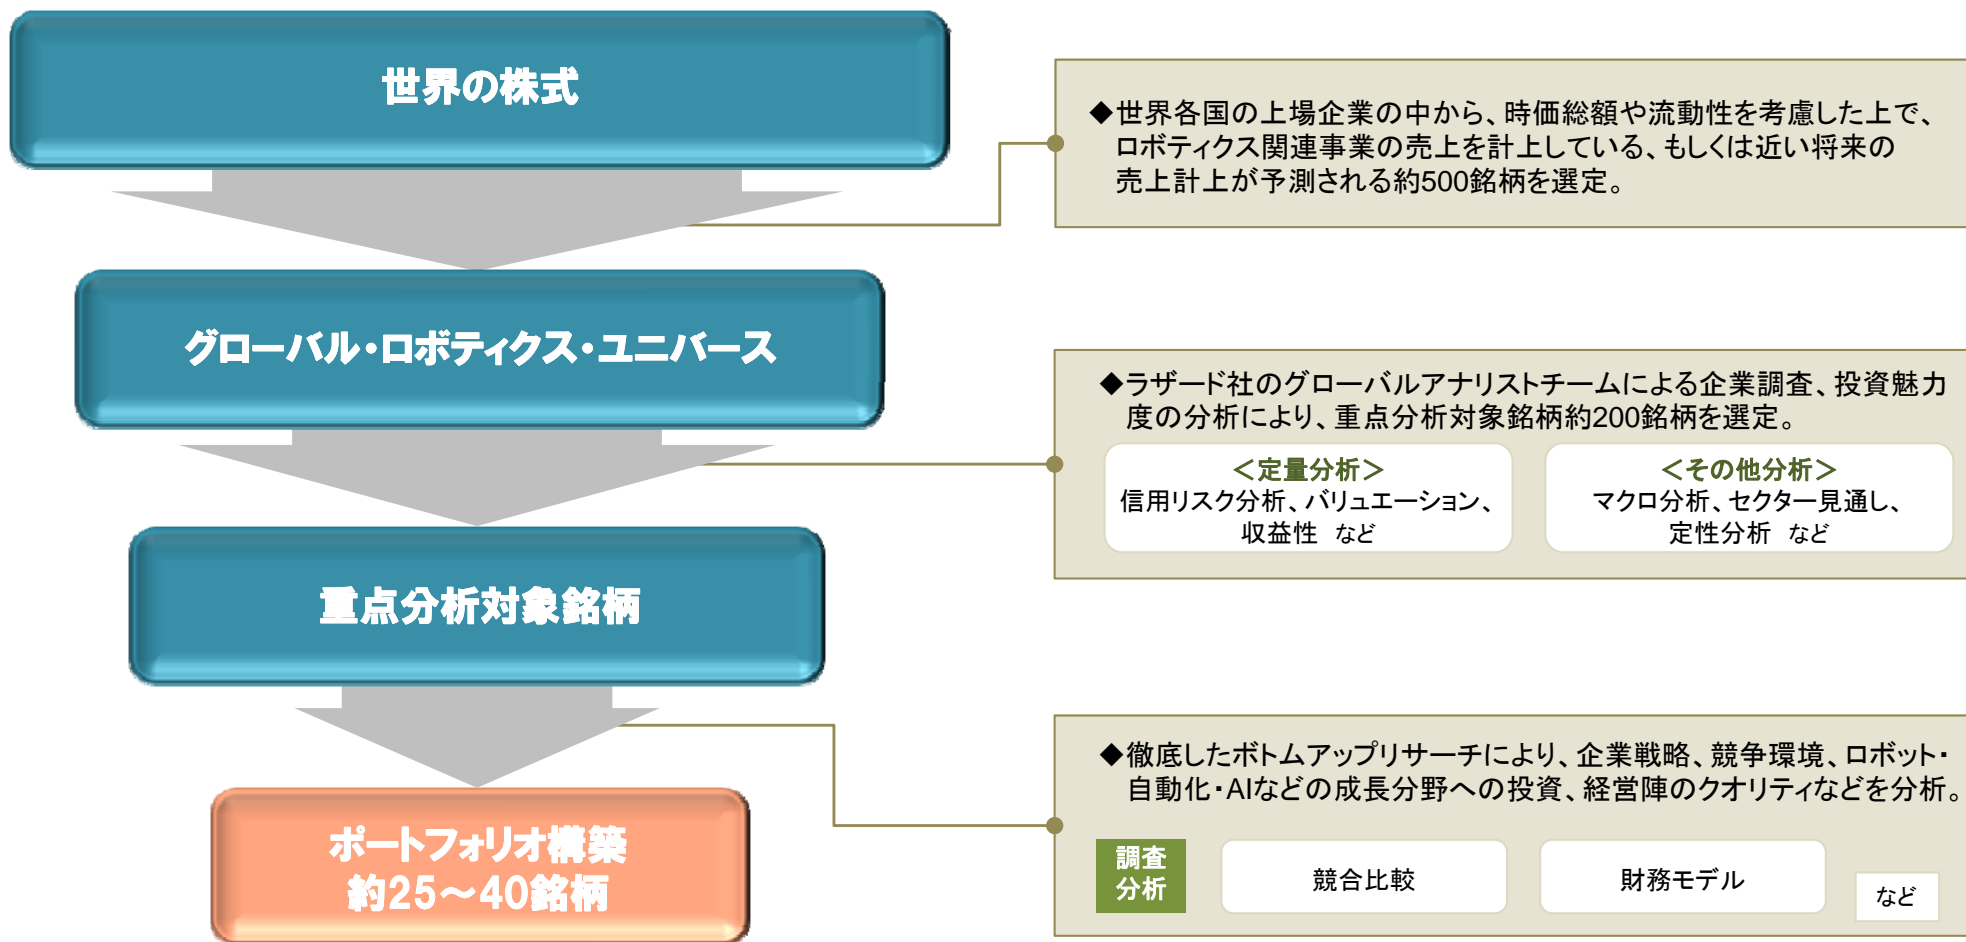 世界の株式
◆世界各国の上場企業の中から、時価総額や流動性を考慮した上で、
ロボティクス関連事業の売上を計上している、もしくは近い将来の
売上計上が予測される約500銘柄を選定。
グローバル・ロボティクス・ユニバース
◆ラザード社のグローバルアナリストチームによる企業調査、投資魅力
度の分析により、重点分析対象銘柄約200銘柄を選定。
＜定量分析＞
信用リスク分析、バリュエーション、
収益性 など
＜その他分析＞
マクロ分析、セクター見通し、
定性分析 など
重点分析対象銘柄
◆徹底したボトムアップリサーチにより、企業戦略、競争環境、ロボット・
自動化・AIなどの成長分野への投資、経営陣のクオリティなどを分析。
調査
分析
競合比較
財務モデル
など
ポートフォリオ構築
約25～40銘柄